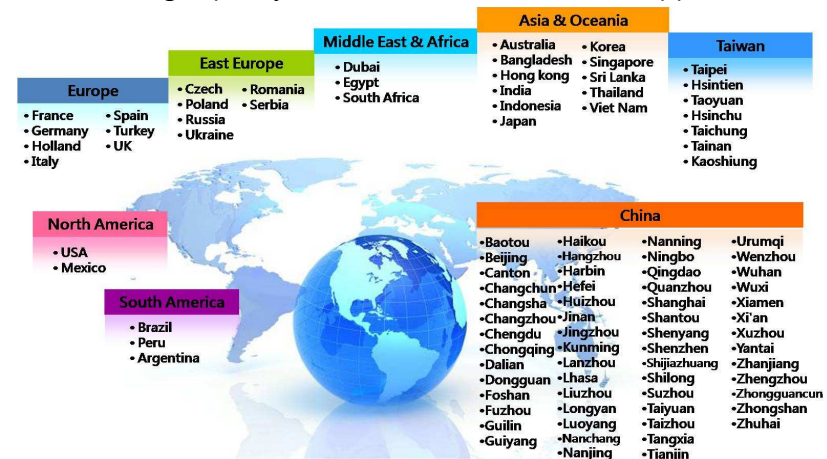 Europe
• France
• Germany
• Holland
• Italy
• Spain
• Turkey
• UK
East Europe
• Czech
• Poland
• Russia
• Ukraine
• Romania
• Serbia
Middle East & Africa
• Dubai
• Egypt
• South Africa
Asia & Oceania
• Australia
• Bangladesh
• Hong kong
• India
• Indonesia
• Japan
• Korea
• Singapore
• Sri Lanka
• Thailand
• Viet Nam
Taiwan
• Taipei
• Hsintien
• Taoyuan
• Hsinchu
• Taichung
• Tainan
• Kaoshiung
North America
• USA
• Mexico
South America
• Brazil
• Peru
• Argentina
China
•Baotou
•Beijing
•Canton
•Changchun
•Changsha
•Changzhou
•Chengdu
•Chongqing
•Dalian
•Dongguan
•Foshan
•Fuzhou
•Guilin
•Guiyang
•Haikou
•Hangzhou
•Harbin
•Hefei
•Huizhou
•Jinan
•Jingzhou
•Kunming
•Lanzhou
•Lhasa
•Liuzhou
•Longyan
•Luoyang
•Nanchang
•Nanjing
•Nanning
•Ningbo
•Qingdao
•Quanzhou
•Shanghai
•Shantou
•Shenyang
•Shenzhen
•Shijiazhuang
•Shilong
•Suzhou
•Taiyuan
•Taizhou
•Tangxia
•Tianjin
•Urumqi
•Wenzhou
•Wuhan
•Wuxi
•Xiamen
•Xi'an
•Xuzhou
•Yantai
•Zhanjiang
•Zhengzhou
•Zhongguancun
•Zhongshan
•Zhuhai